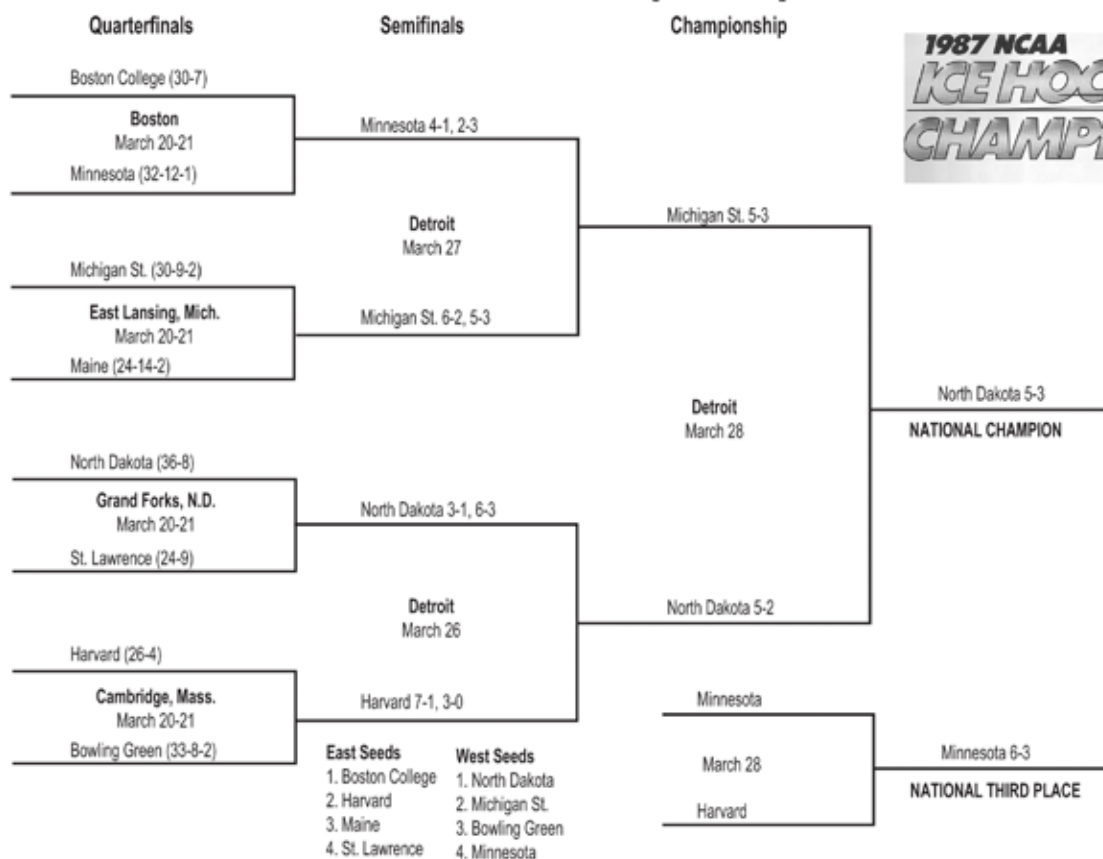 Quarterfinals
Semifinals
Championship
1987 NCAA
Boston College (30-7)
Boston
March 20-21
Minnesota (32-12-1)
Minnesota 4-1, 2-3
Detroit
March 27
Michigan St. (30-9-2)
East Lansing, Mich.
March 20-21
Maine (24-14-2)
Michigan St. 6-2, 5-3
Michigan St. 5-3
Detroit
March 28
North Dakota 5-3
NATIONAL CHAMPION
North Dakota (36-8)
Grand Forks, N.D.
March 20-21
St. Lawrence (24-9)
North Dakota 3-1, 6-3
Detroit
March 26
North Dakota 5-2
Harvard (26-4)
Cambridge, Mass.
March 20-21
Bowling Green (33-8-2)
Harvard 7-1, 3-0
East Seeds
1. Boston College
2. Harvard
3. Maine
4. St. Lawrence
West Seeds
1. North Dakota
2. Michigan St.
3. Bowling Green
4. Minnesota
Minnesota
March 28
Harvard
Minnesota 6-3
NATIONAL THIRD PLACE
ICE HOC
CHAMPI